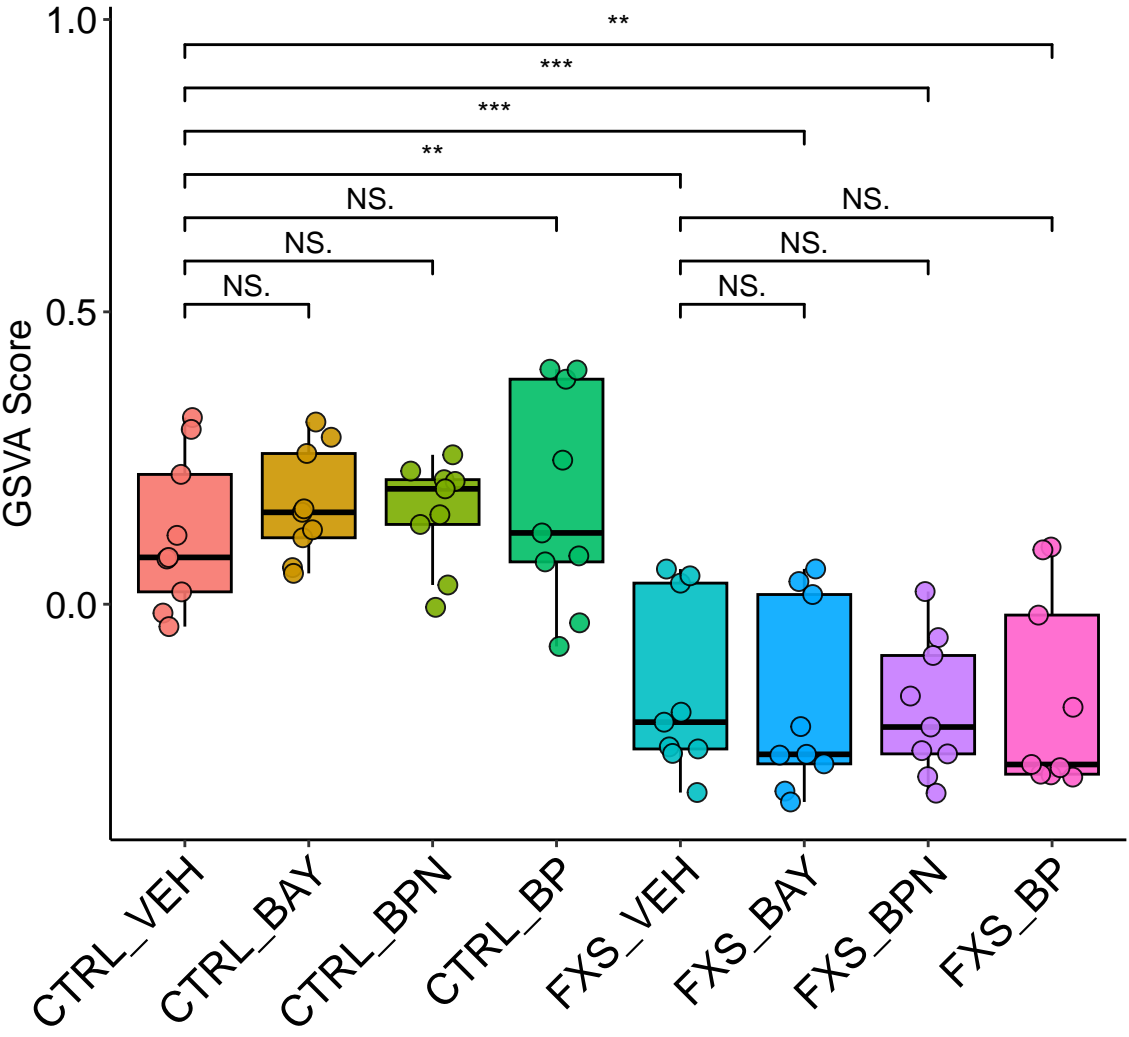 1.0
**
***
***
**
NS.
NS.
NS.
NS.
NS.
NS.
0.5
GSVA Score
0.0
CTRL_VEH
CTRL_BAY
CTRL_BPN
CTRL_BP
FXS_VEH
FXS_BAY
FXS_BPN
FXS_BP